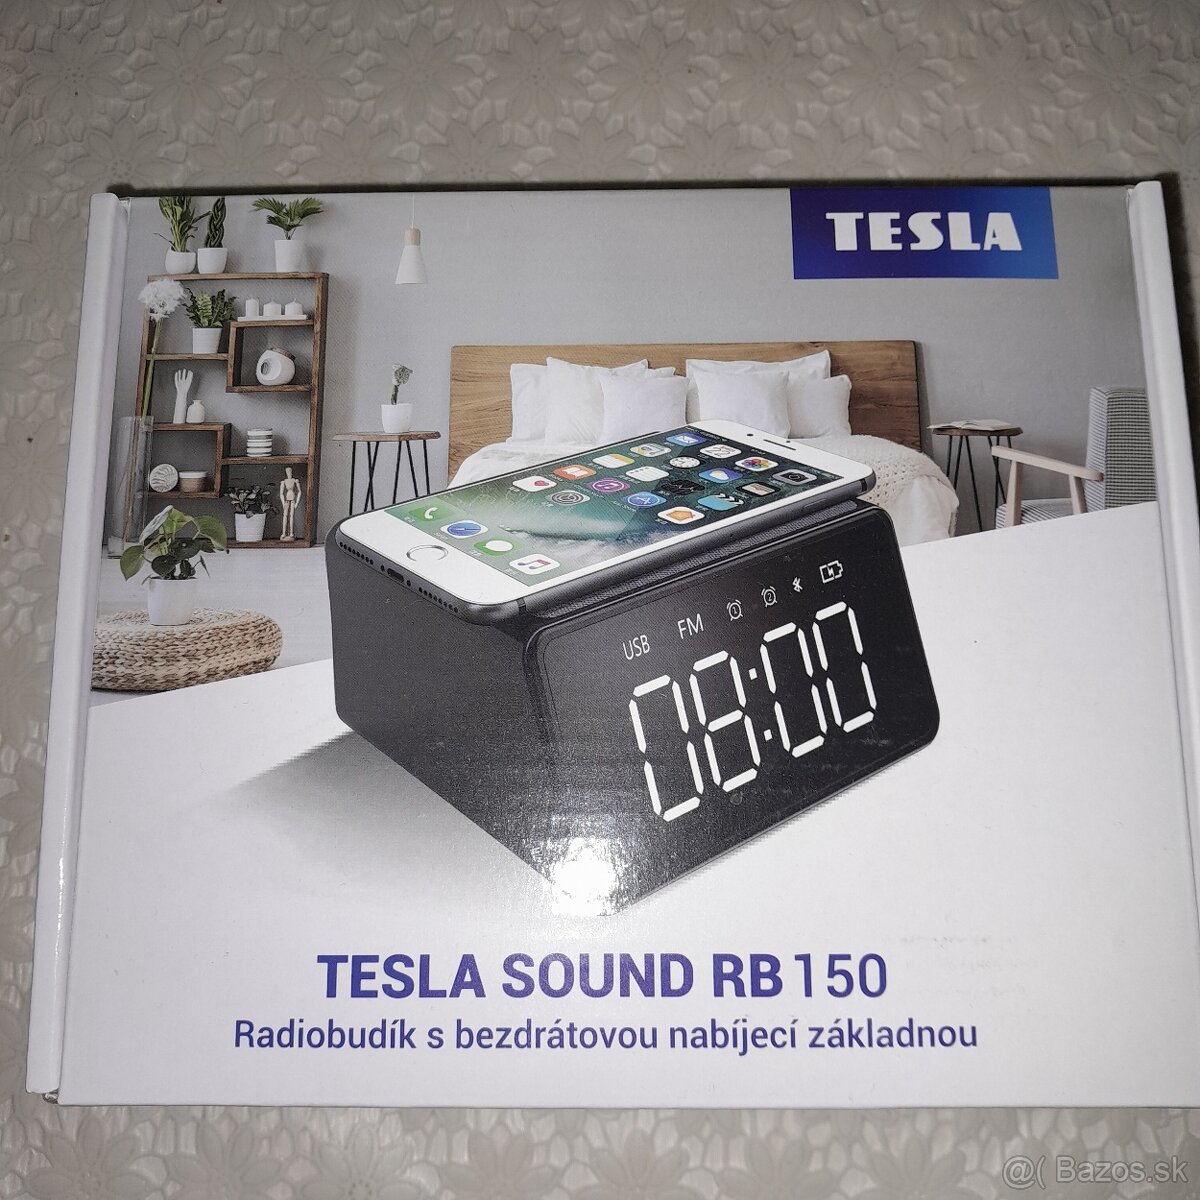 TESLA
USB FM
08:00
TESLA SOUND RB150
Radiobudík s bezdrátovou nabíjecí základnou
@( Bazos.sk